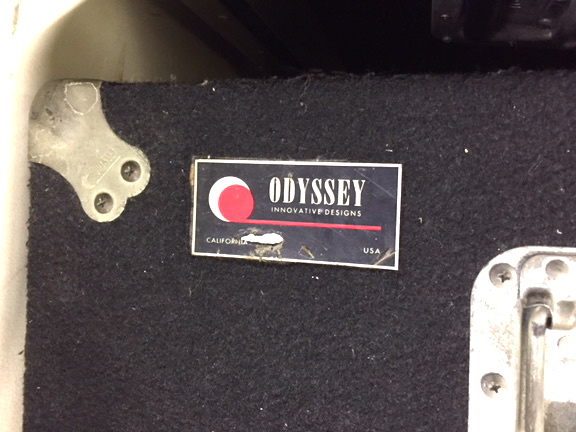 ODYSSEY
INNOVATIVE DESIGNS
CALIFORNIA
USA